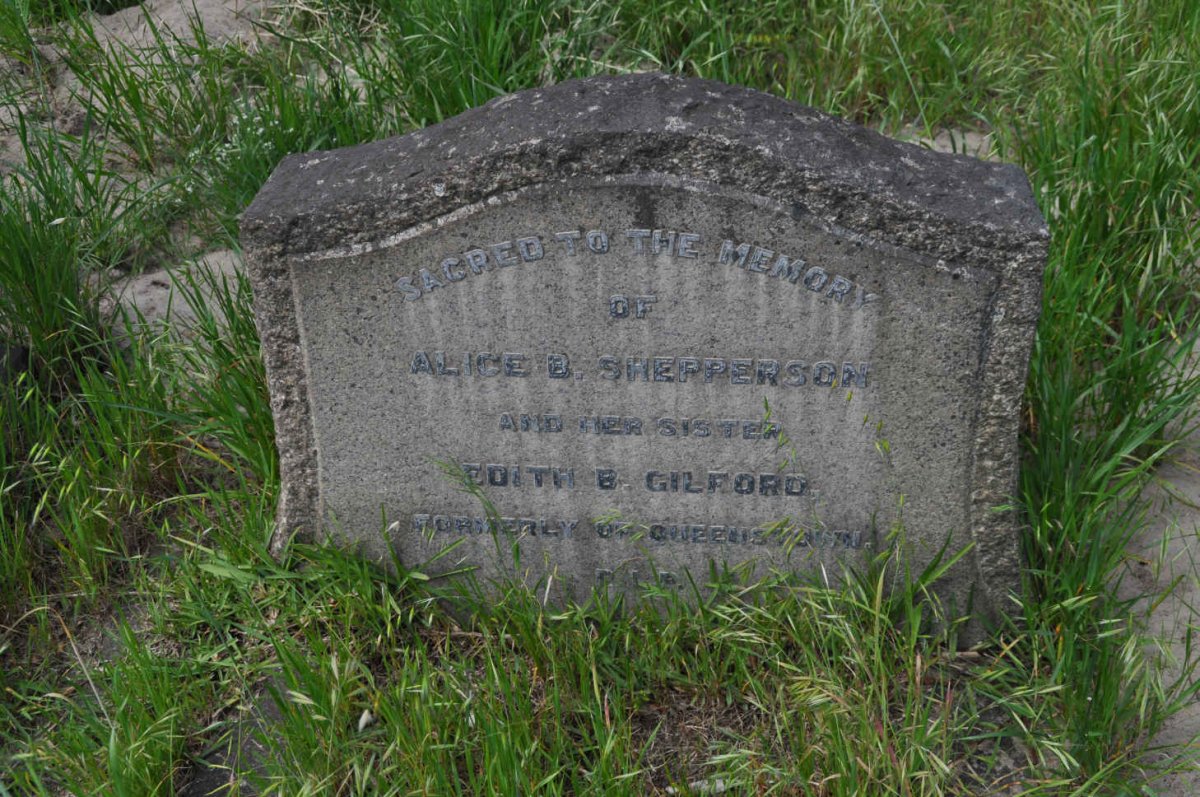 SACRED TO THE MEMORY
OF
ALICE B. SHEPPERSON
AND HER SISTER
EDITH B. GILFORD.
FORMERLY OF QUEENSTOWN.
R.I.P.